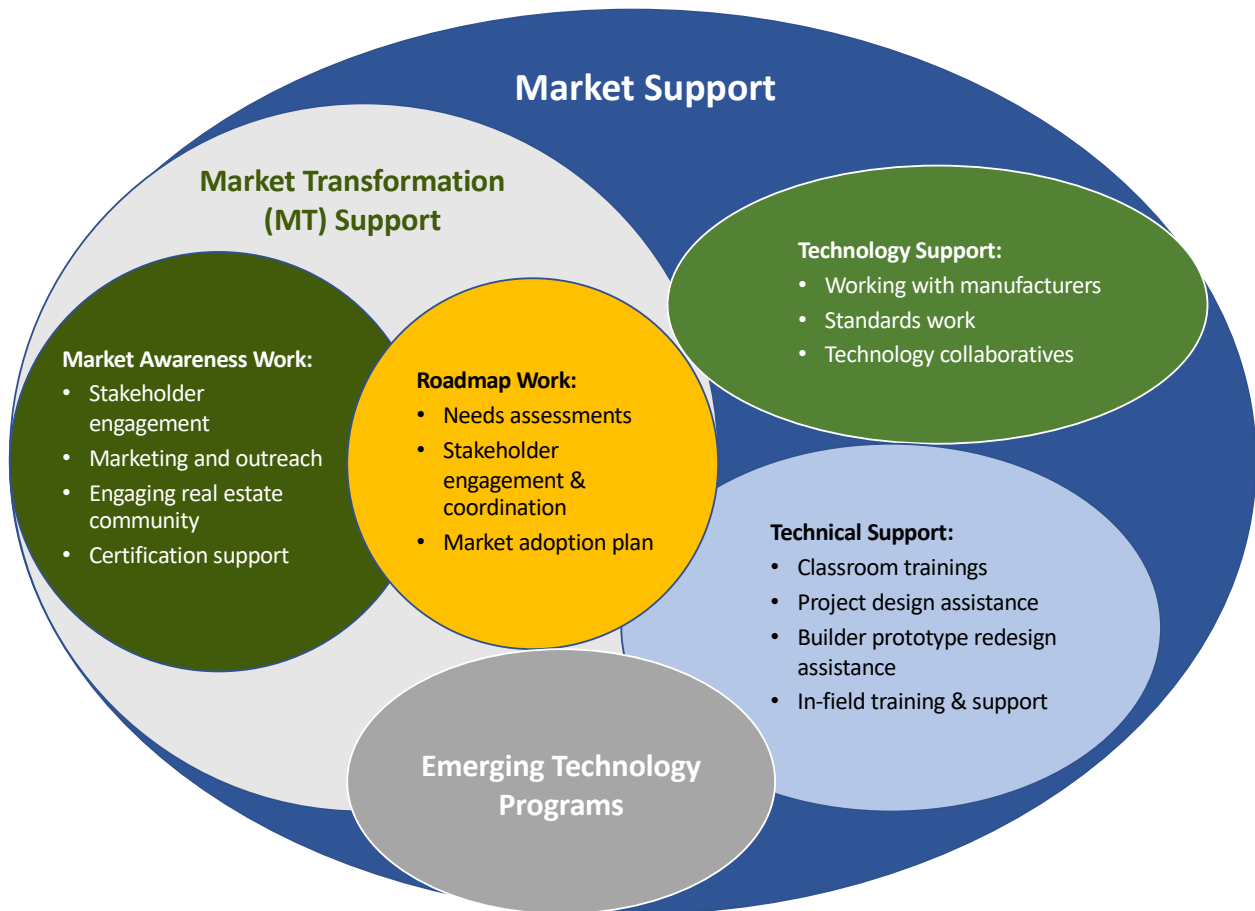 Market Support
Market Transformation
(MT) Support
Market Awareness Work:
• Stakeholder
engagement
• Marketing and outreach
• Engaging real estate
community
• Certification support
Roadmap Work:
• Needs assessments
• Stakeholder
engagement &
coordination
• Market adoption plan
Technology Support:
• Working with manufacturers
• Standards work
• Technology collaboratives
Technical Support:
• Classroom trainings
• Project design assistance
• Builder prototype redesign
assistance
• In-field training & support
Emerging Technology
Programs